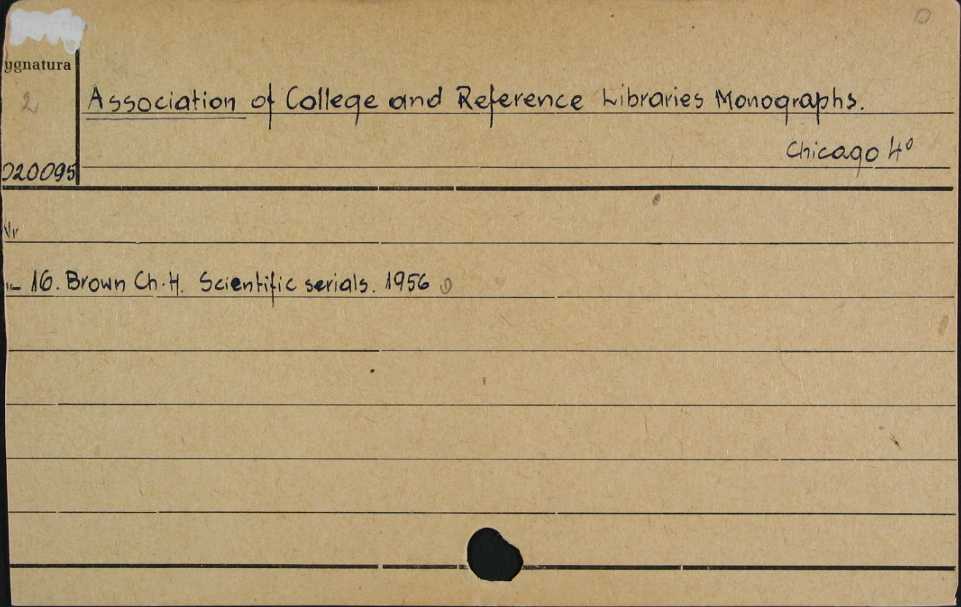 ygnatura
2
Association of College and Reference Libraries Monographs.
Chicago 4°
020095
Nr
16. Brown Ch. H. Scientific serials. 1956